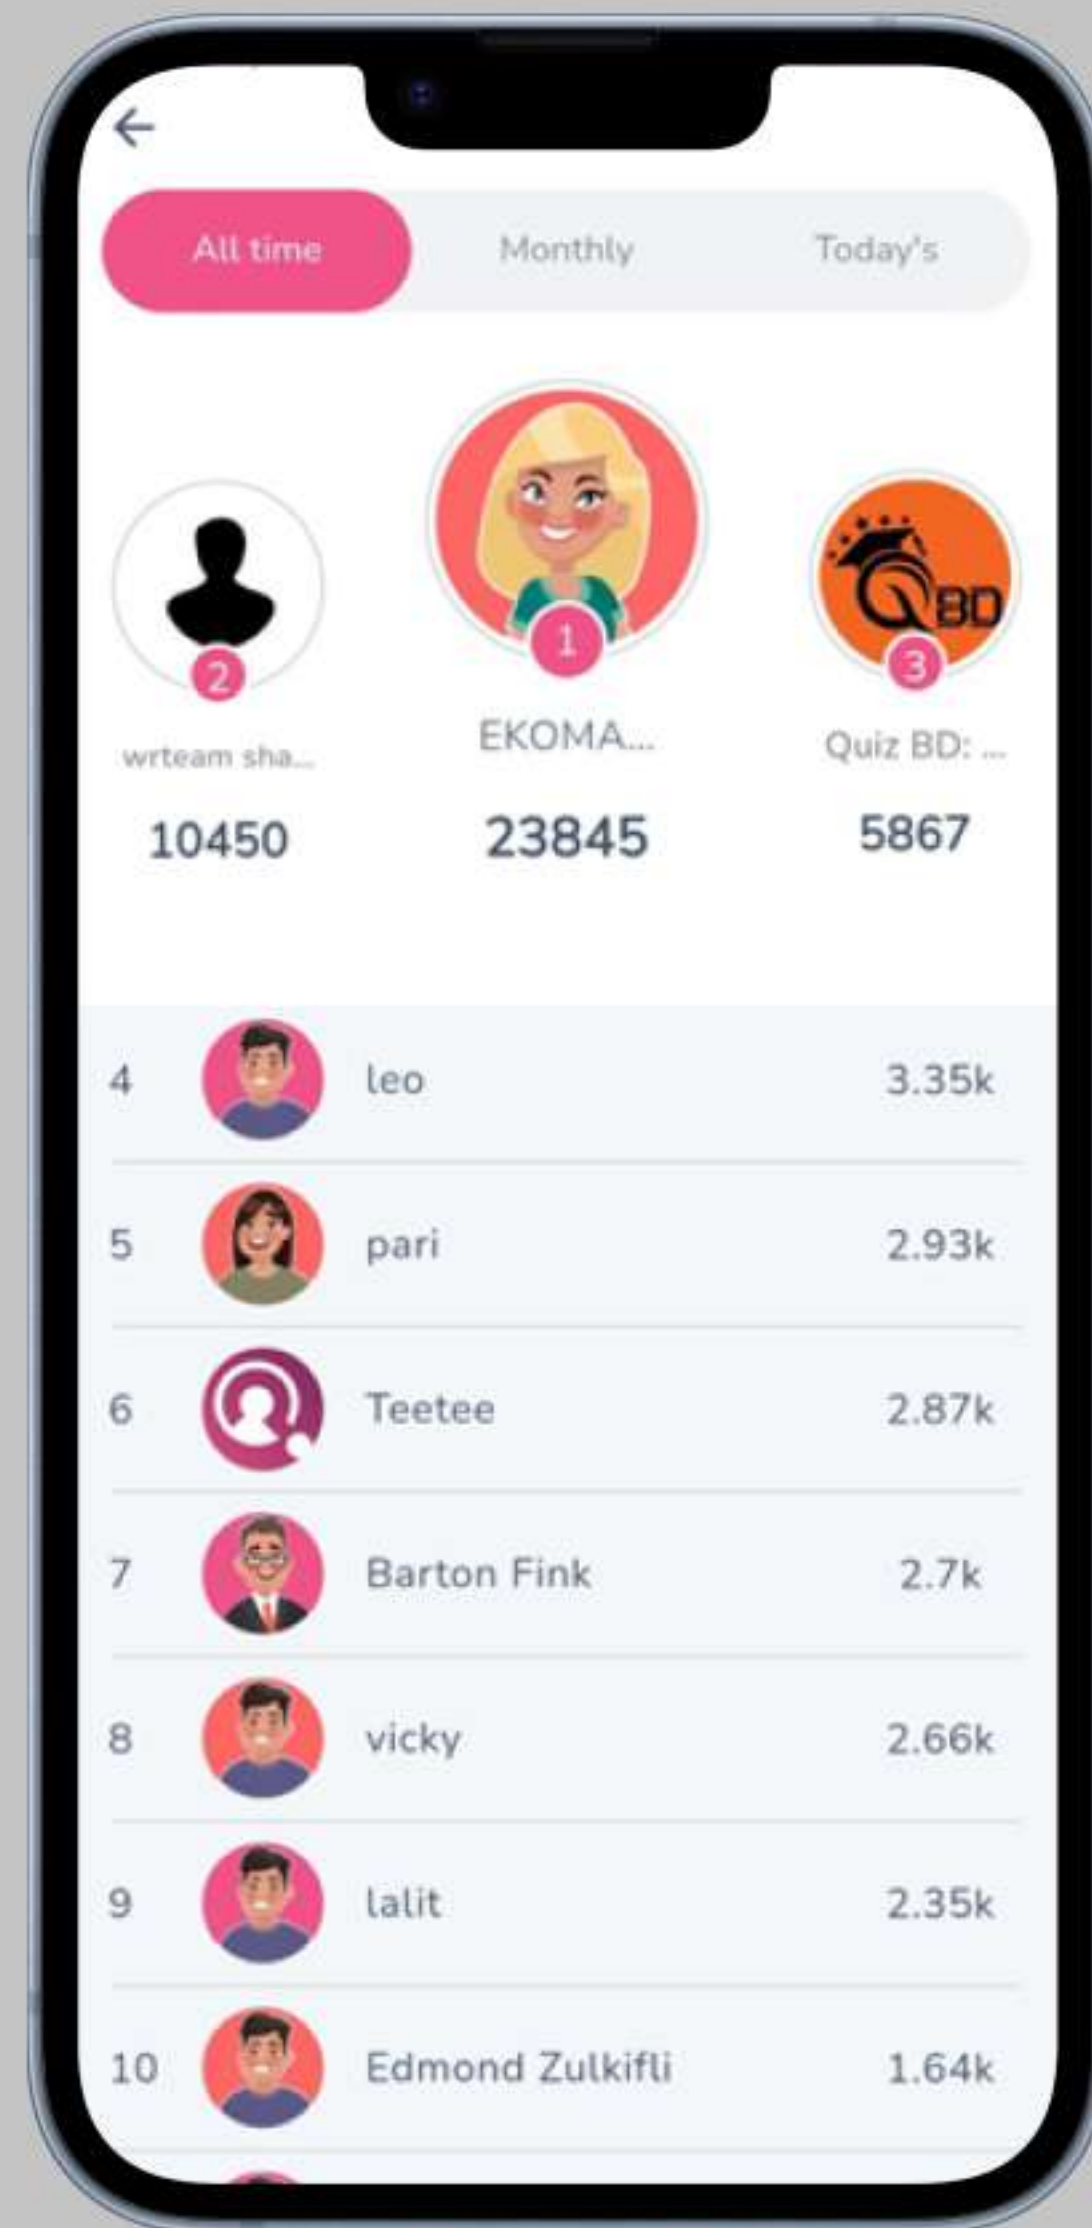 All time Monthly Today's
QBD
2 1 3
wrteam sha... EKOMA... Quiz BD: ...
10450 23845 5867
4 leo 3.35k
5 pari 2.93k
6 Teetee 2.87k
7 Barton Fink 2.7k
8 vicky 2.66k
9 lalit 2.35k
10 Edmond Zulkifli 1.64k